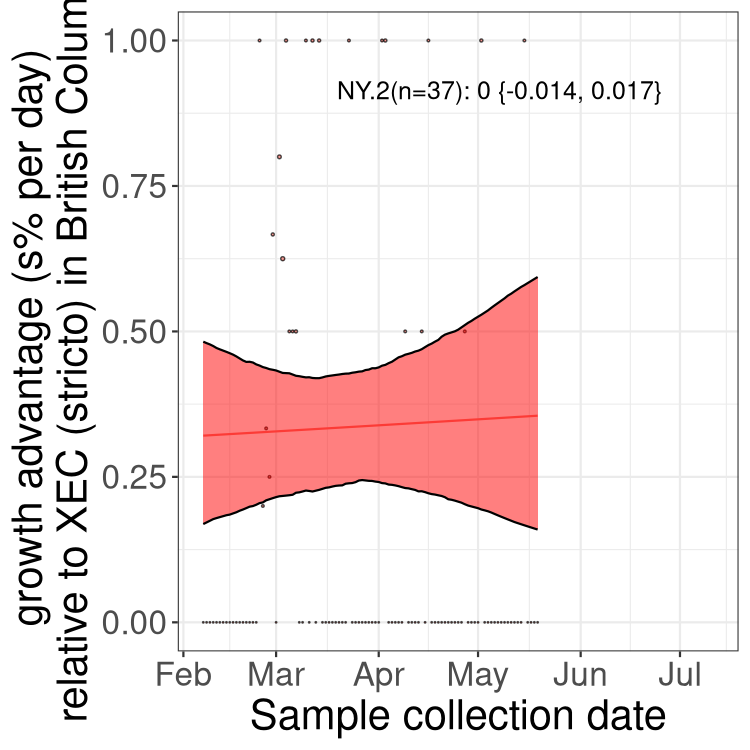 growth advantage (s% per day)
relative to XEC (stricto) in British Colum
1.00
0.75
0.50
0.25
0.00
NY.2(n=37): 0 {-0.014, 0.017}
Feb Mar Apr May Jun Jul
Sample collection date